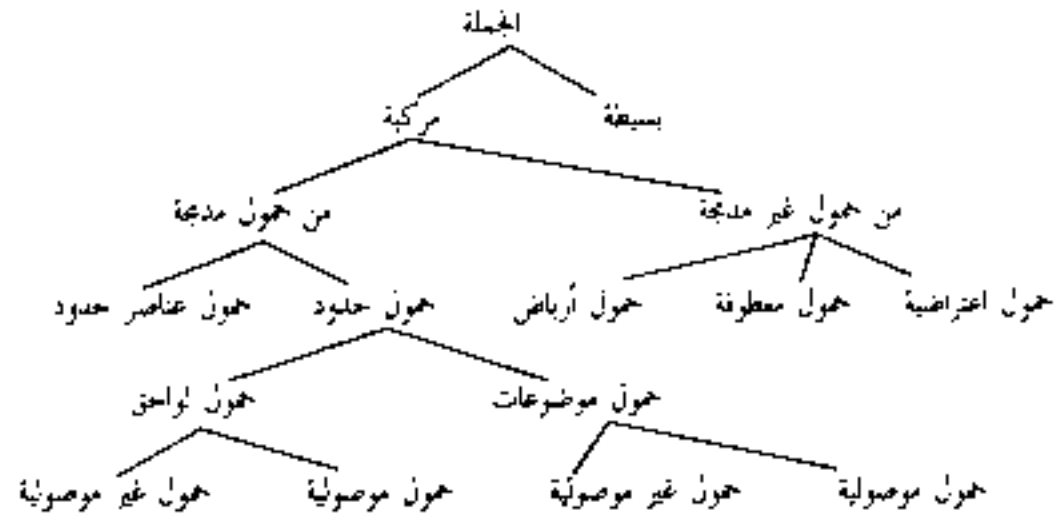 الجملة
بسيطة مركبة
من حمول غير مدمجة من حمول مدمجة
حمول اعتراضية حمول معطوفة حمول أرباض حمول حدود حمول عناصر حدود
حمول موضوعات حمول لواحق
حمول موصولية حمول غير موصولية حمول موصولية حمول غير موصولية